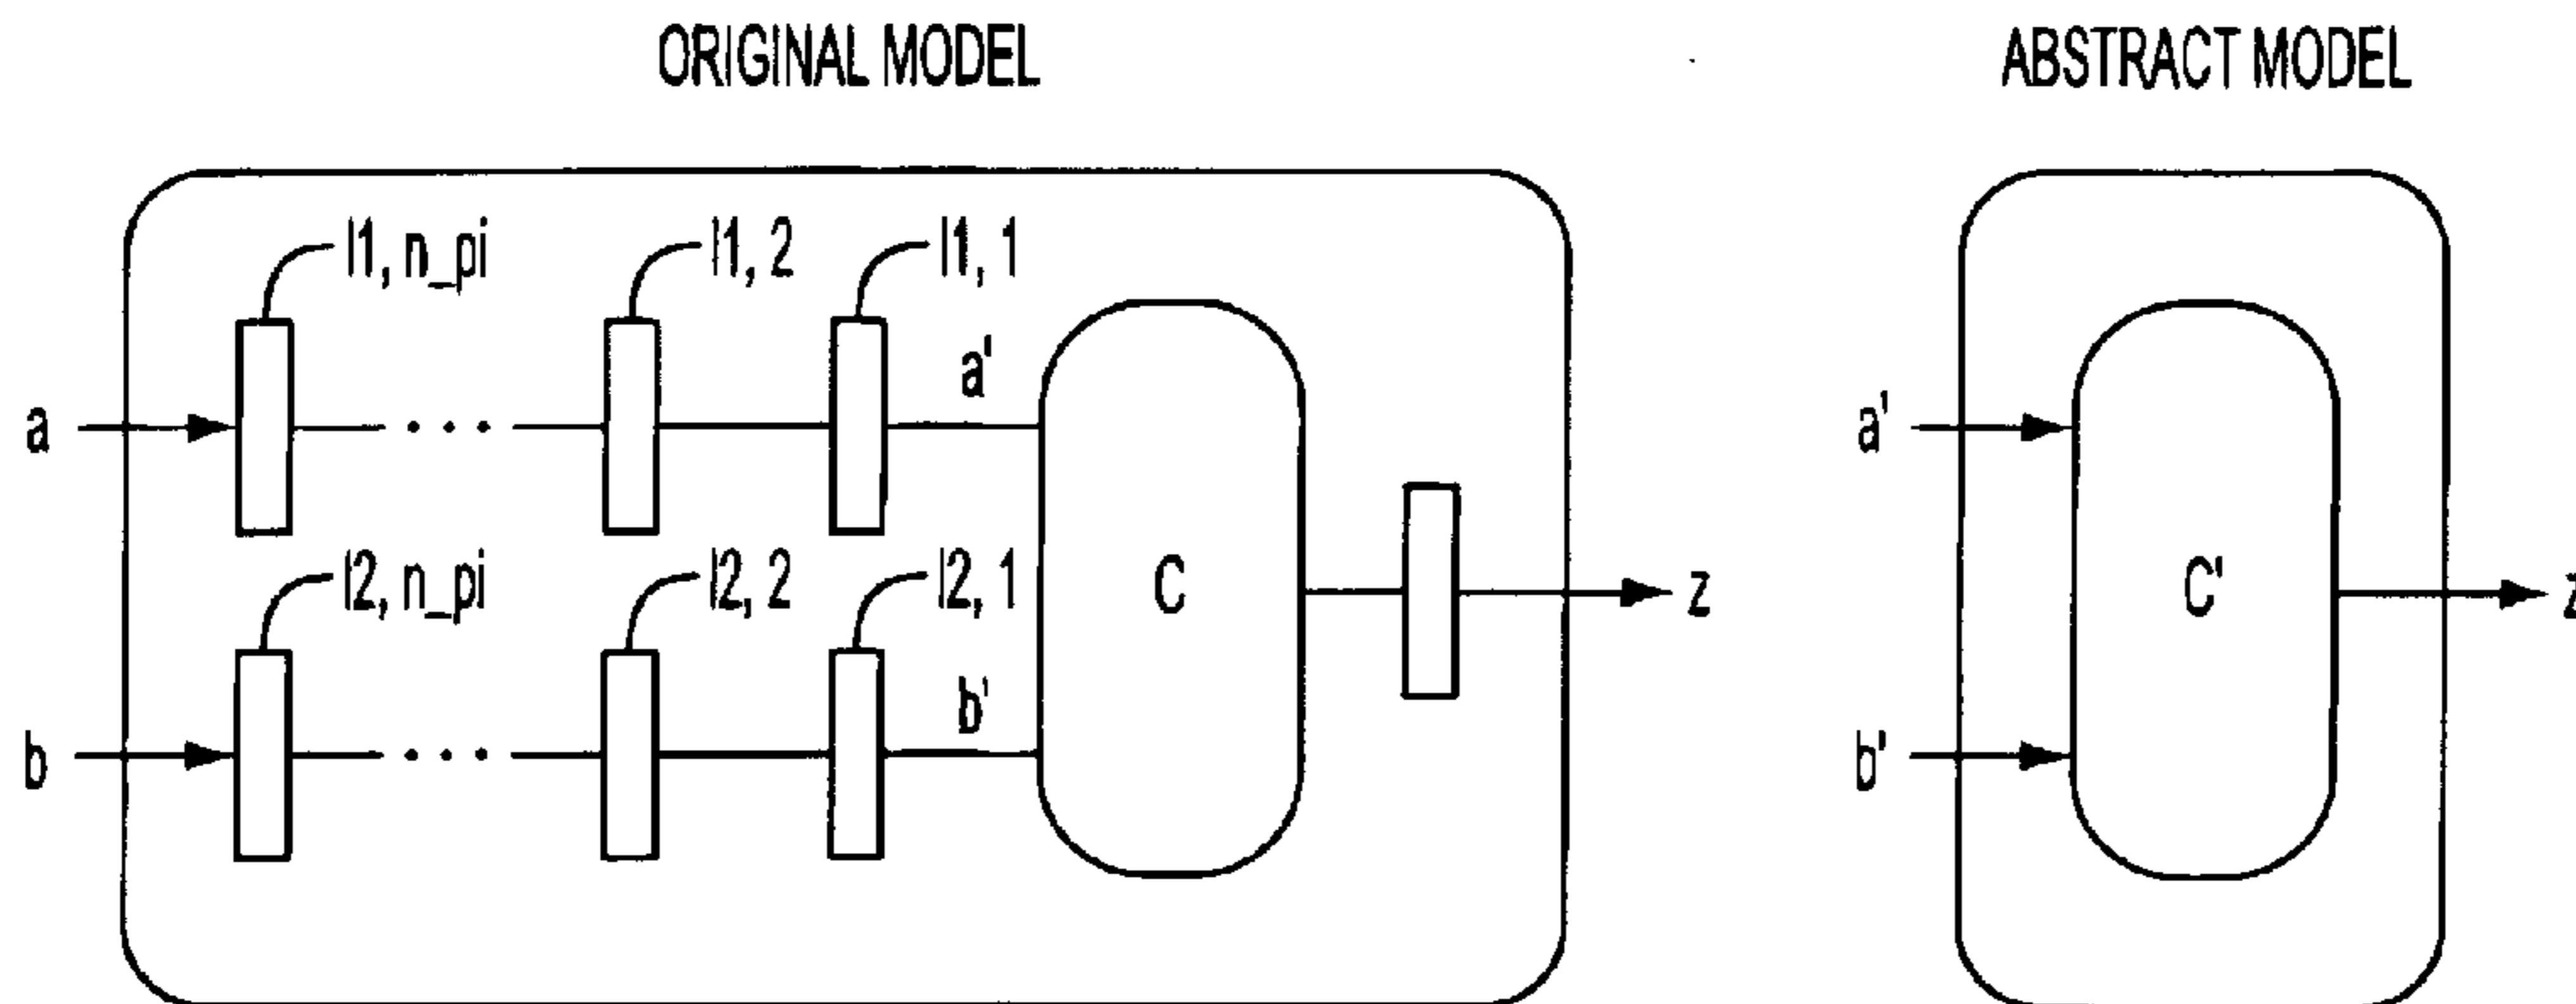 ORIGINAL MODEL
ABSTRACT MODEL
l1, n_pi
l1, 2
l1, 1
a'
a
l2, n_pi
l2, 2
l2, 1
b'
b
C
z
a'
b'
C'
z